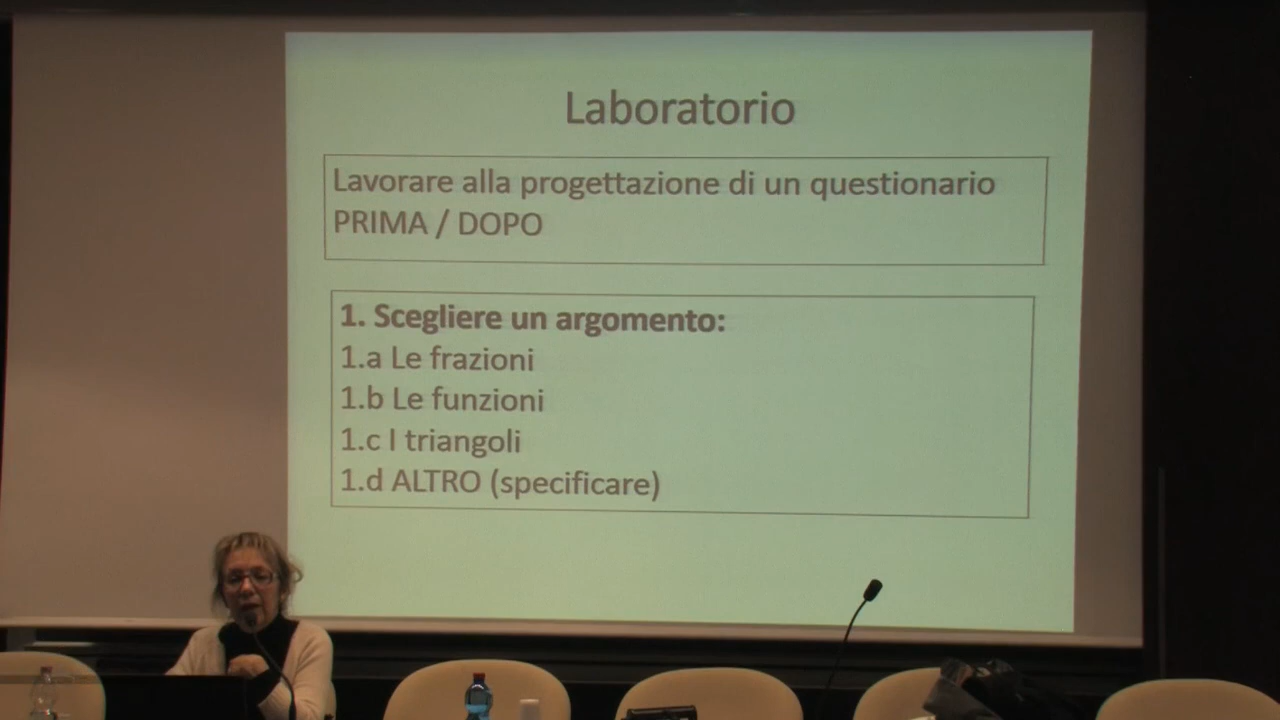 Laboratorio
Lavorare alla progettazione di un questionario
PRIMA / DOPO
1. Scegliere un argomento:
1.a Le frazioni
1.b Le funzioni
1.c I triangoli
1.d ALTRO (specificare)